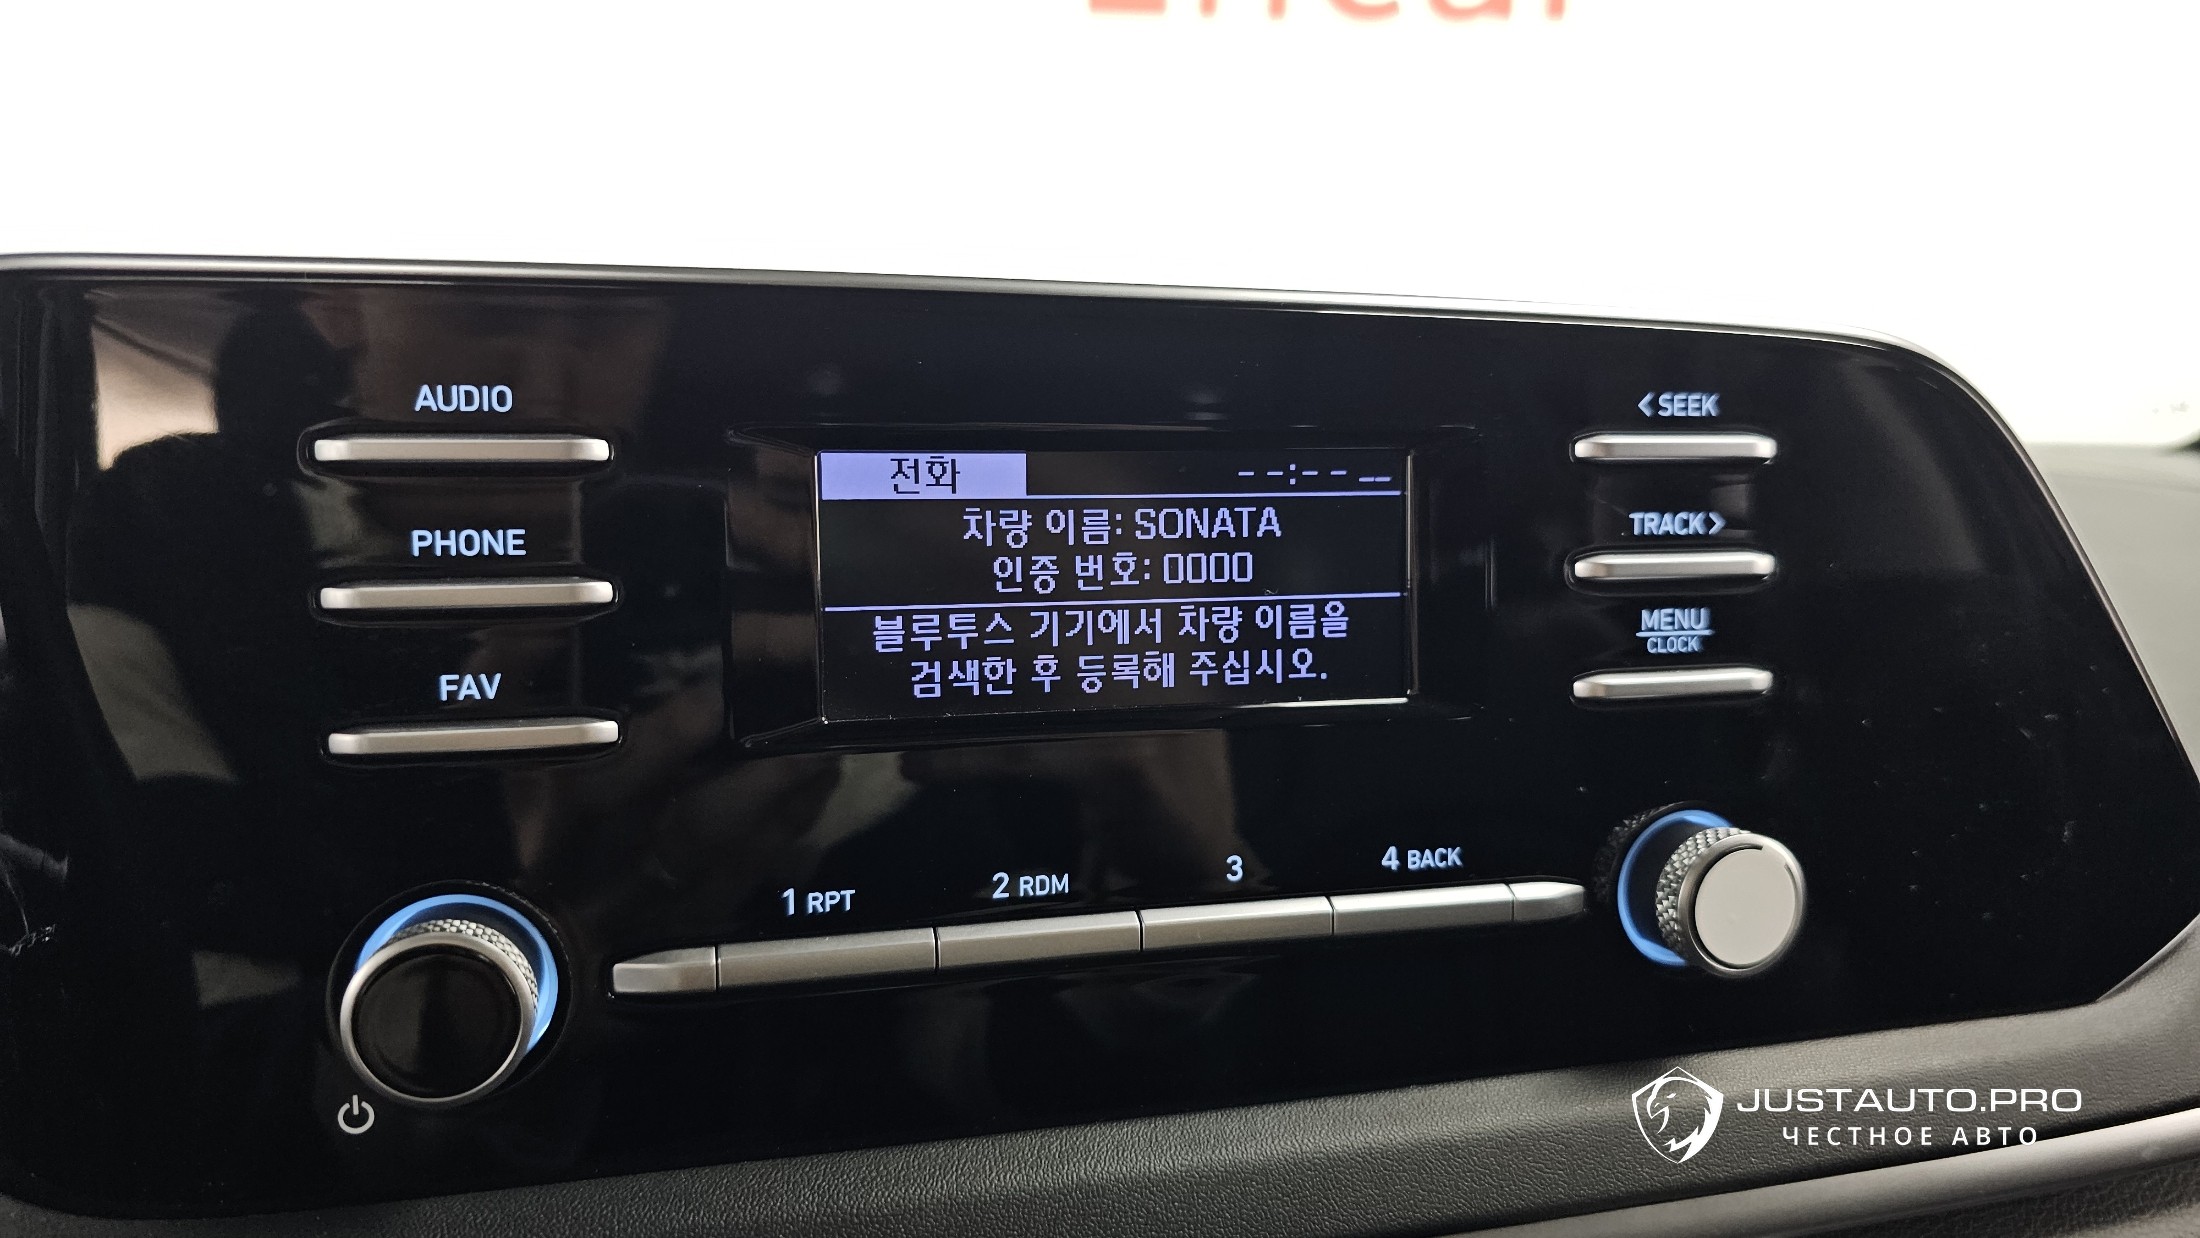 AUDIO
PHONE
FAV
전화 --:-- --
차량 이름: SONATA
인증 번호: 0000
블루투스 기기에서 차량 이름을
검색한 후 등록해 주십시오.
<SEEK
TRACK>
MENU
CLOCK
1 RPT
2 RDM
3
4 BACK
JUSTAUTO.PRO
ЧЕСТНОЕ АВТО